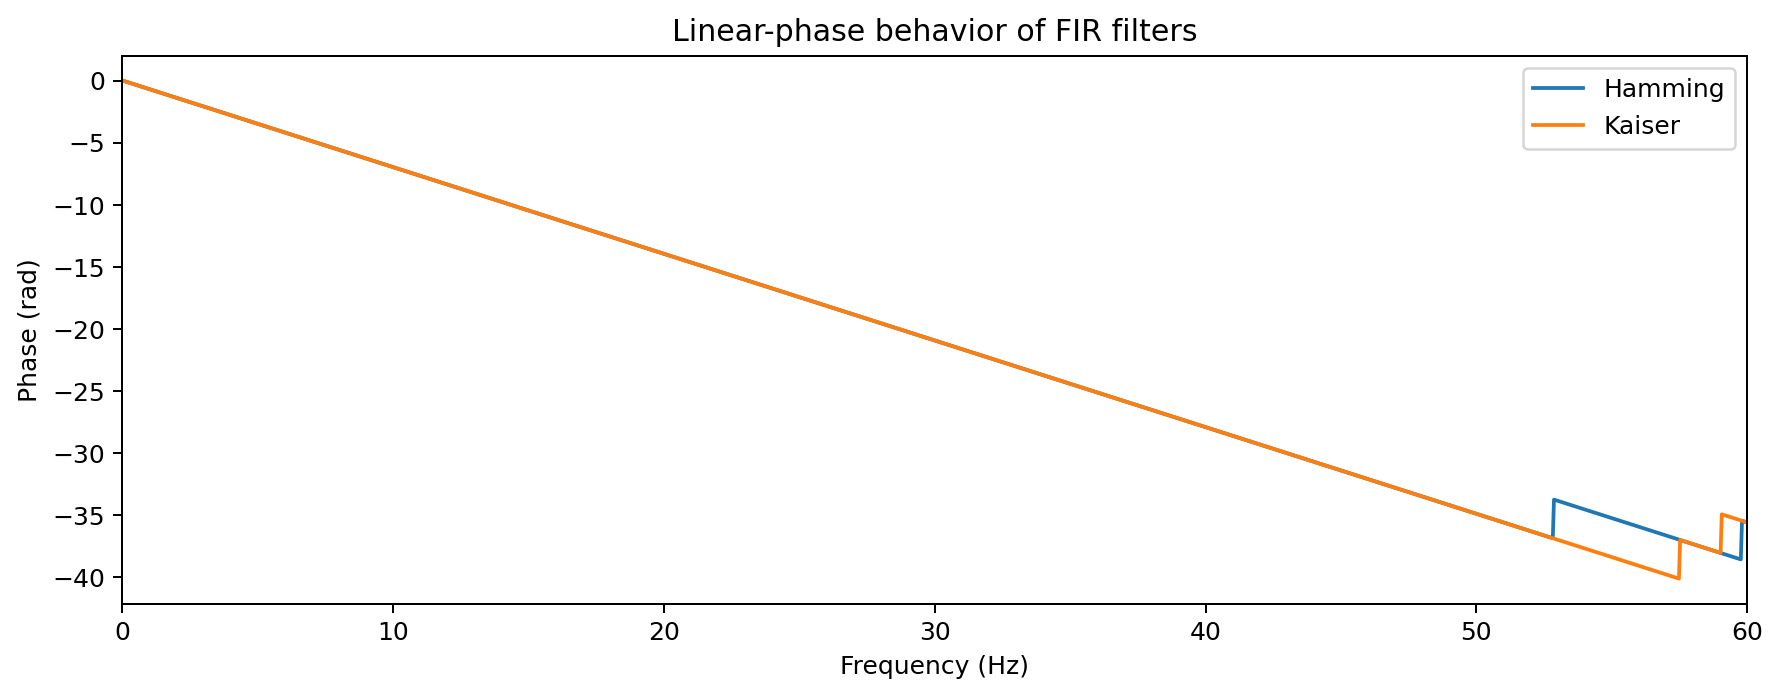 Linear-phase behavior of FIR filters
Hamming
Kaiser
Phase (rad)
0
−5
−10
−15
−20
−25
−30
−35
−40
0 10 20 30 40 50 60
Frequency (Hz)